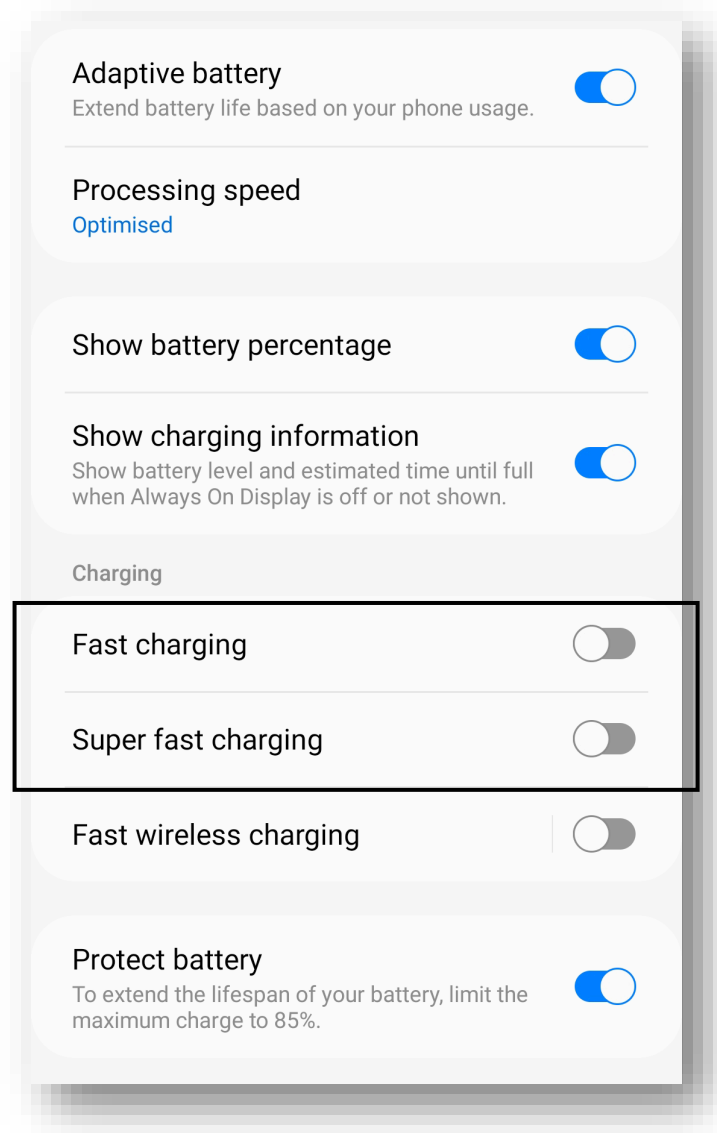 Adaptive battery
Extend battery life based on your phone usage.
Processing speed
Optimised
Show battery percentage
Show charging information
Show battery level and estimated time until full
when Always On Display is off or not shown.
Charging
Fast charging
Super fast charging
Fast wireless charging
Protect battery
To extend the lifespan of your battery, limit the
maximum charge to 85%.